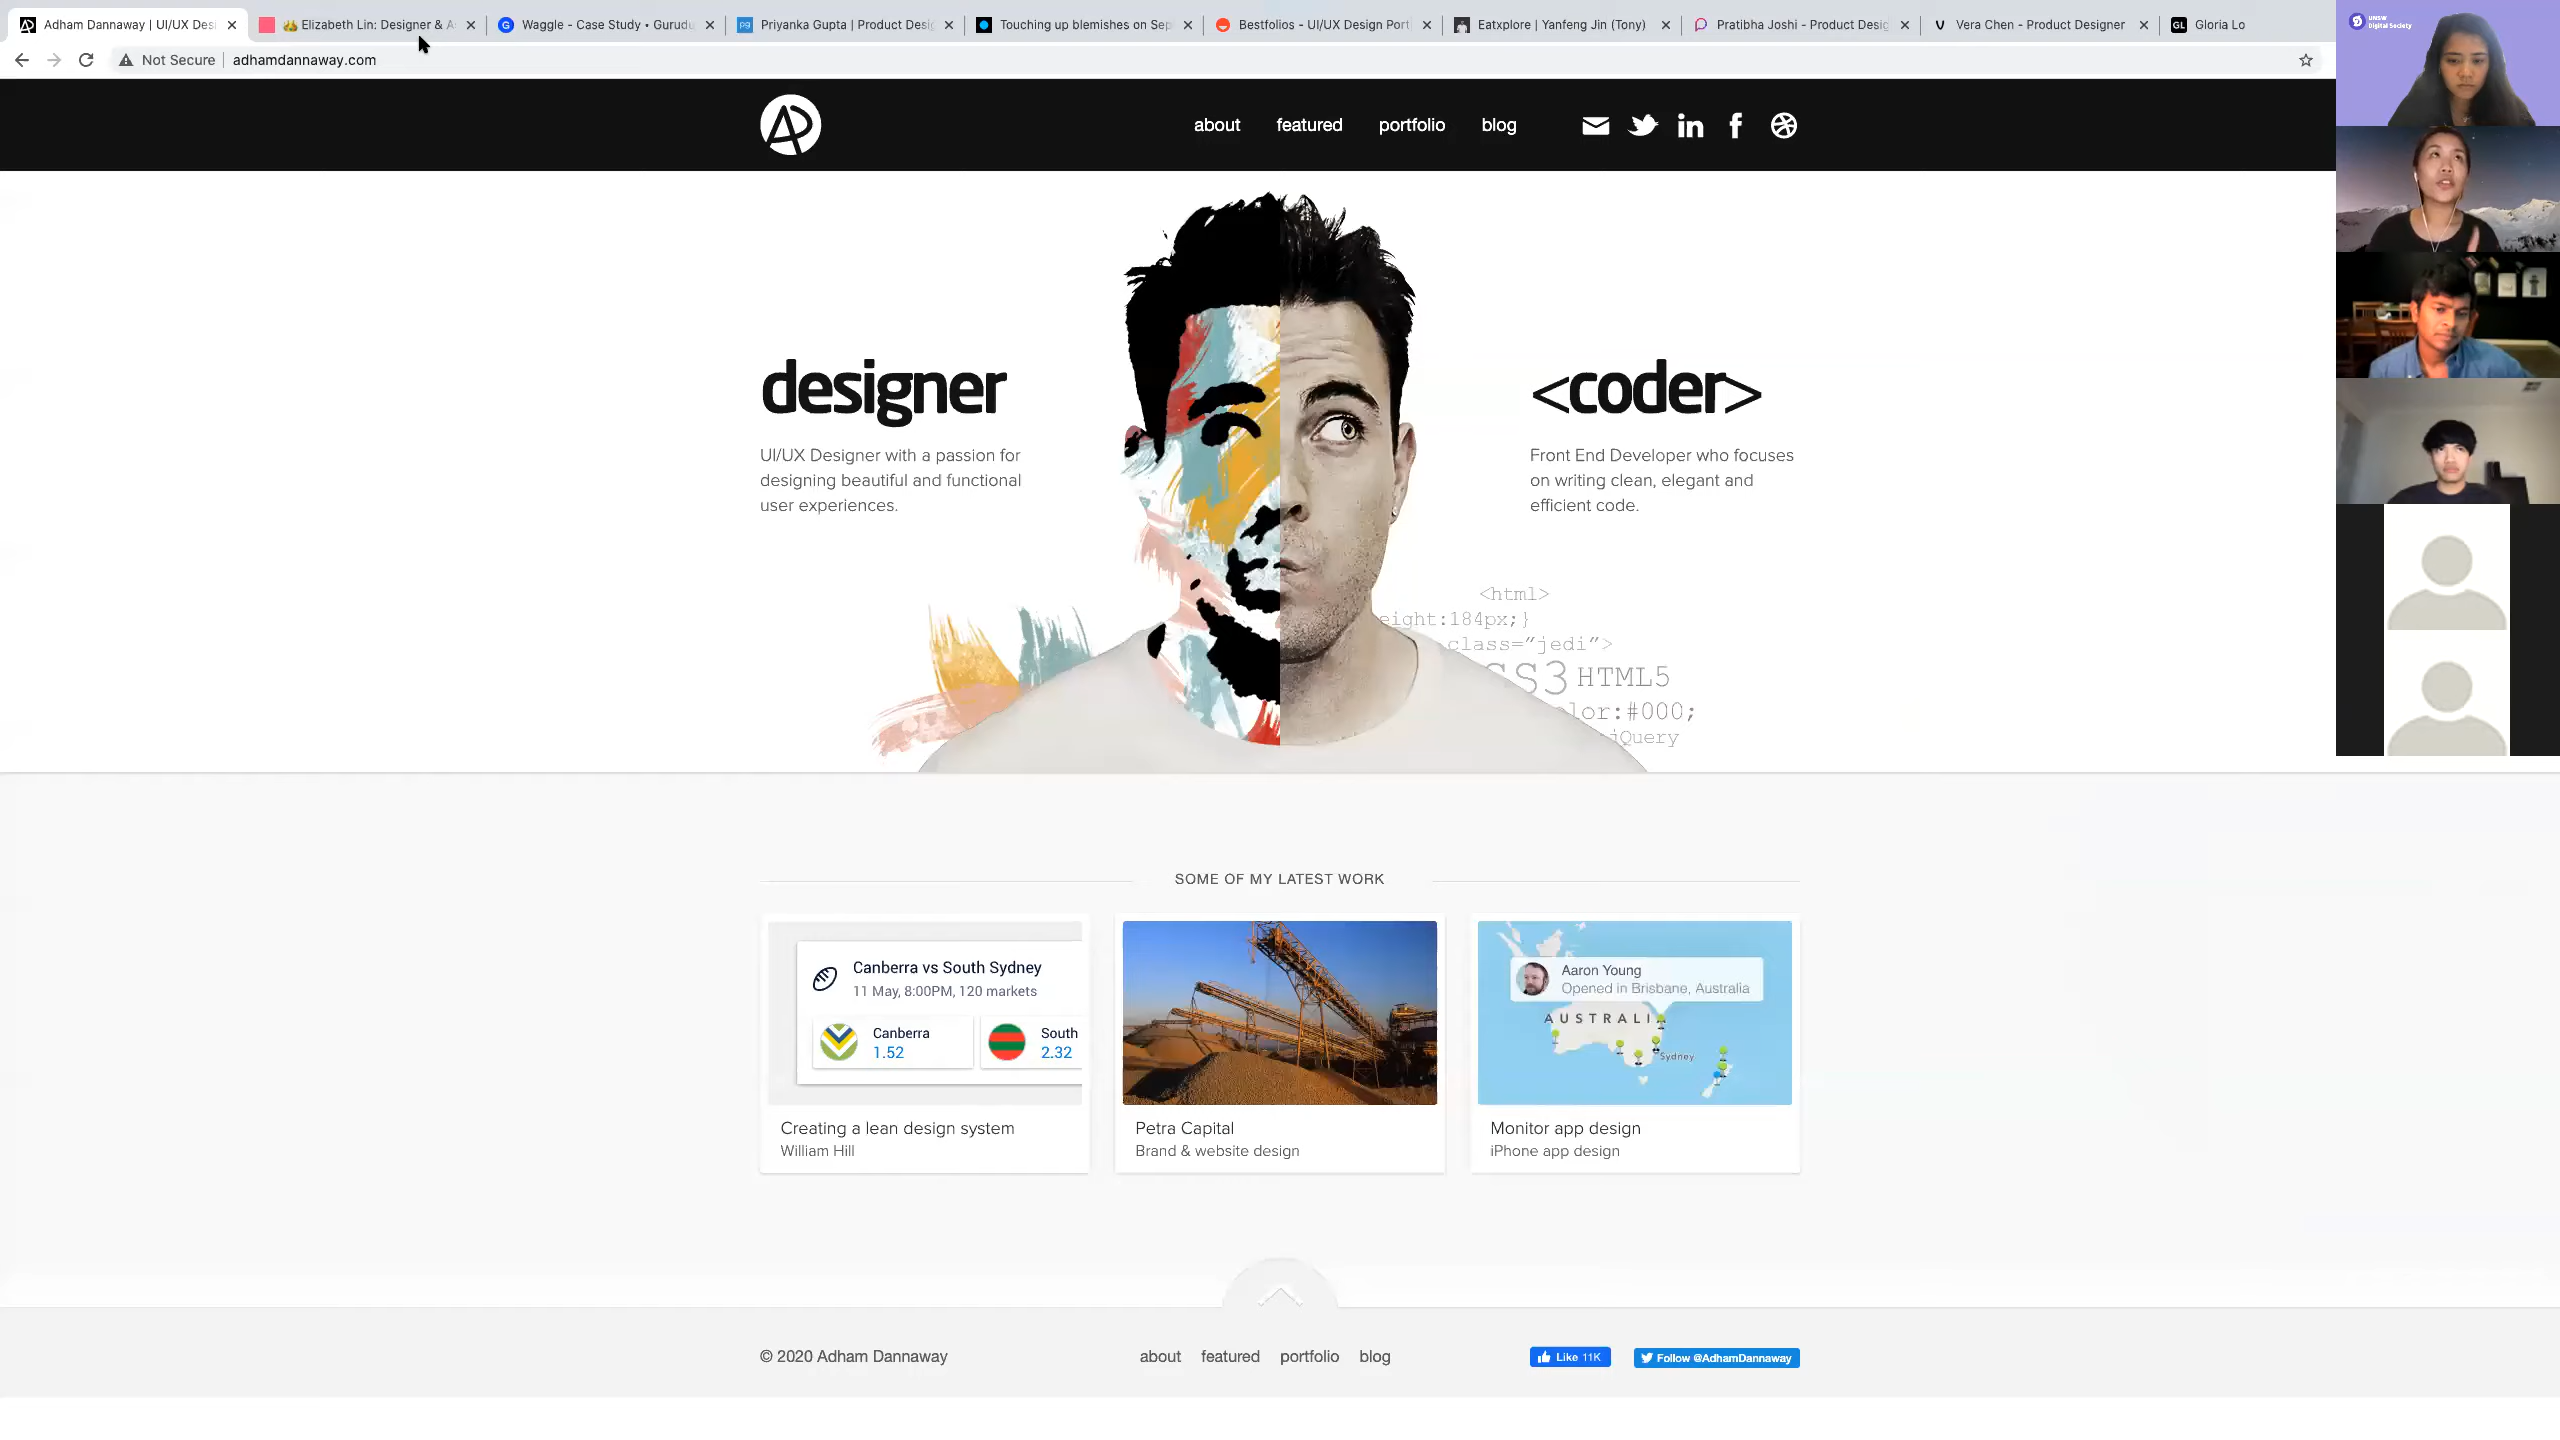 Adham Dannaway | UI/UX Desi
Elizabeth Lin: Designer & A
Waggle - Case Study • Gurudu
Priyanka Gupta | Product Desig
Touching up blemishes on Sep
Bestfolios - UI/UX Design Port
Eatxplore | Yanfeng Jin (Tony)
Pratibha Joshi - Product Desig
Vera Chen - Product Designer
GL Gloria Lo
UNSW
Digital Society
Not Secure | adhamdannaway.com
about featured portfolio blog
designer
UI/UX Designer with a passion for
designing beautiful and functional
user experiences.
<coder>
Front End Developer who focuses
on writing clean, elegant and
efficient code.
<html>
eight:184px;}
class="jedi">
SS3 HTML5
lor:#000;
jQuery
SOME OF MY LATEST WORK
Canberra vs South Sydney
11 May, 8:00PM, 120 markets
Canberra
1.52
South
2.32
Creating a lean design system
William Hill
Petra Capital
Brand & website design
Aaron Young
Opened in Brisbane, Australia
AUSTRALIA
Sydney
Monitor app design
iPhone app design
© 2020 Adham Dannaway
about featured portfolio blog
Like 11K
Follow @AdhamDannaway